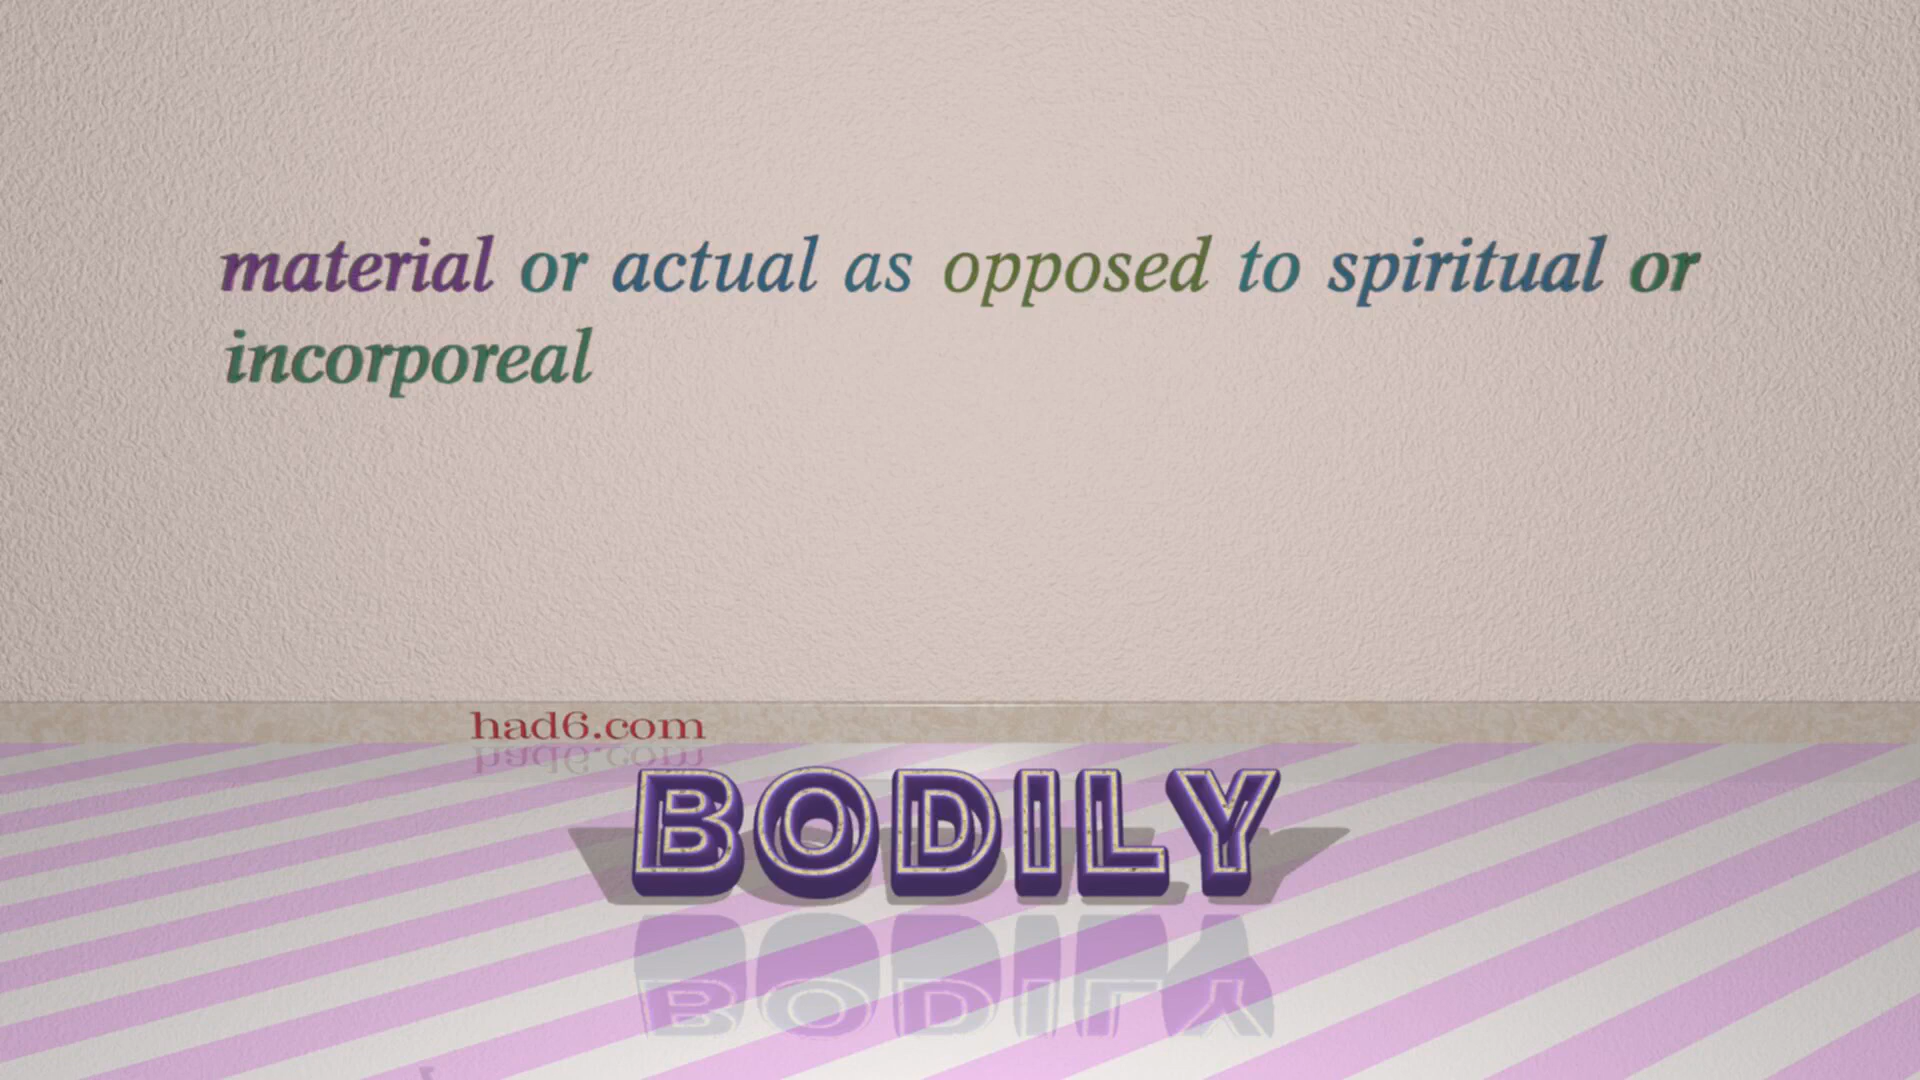 material or actual as opposed to spiritual or
incorporeal
had6.com
BODILY